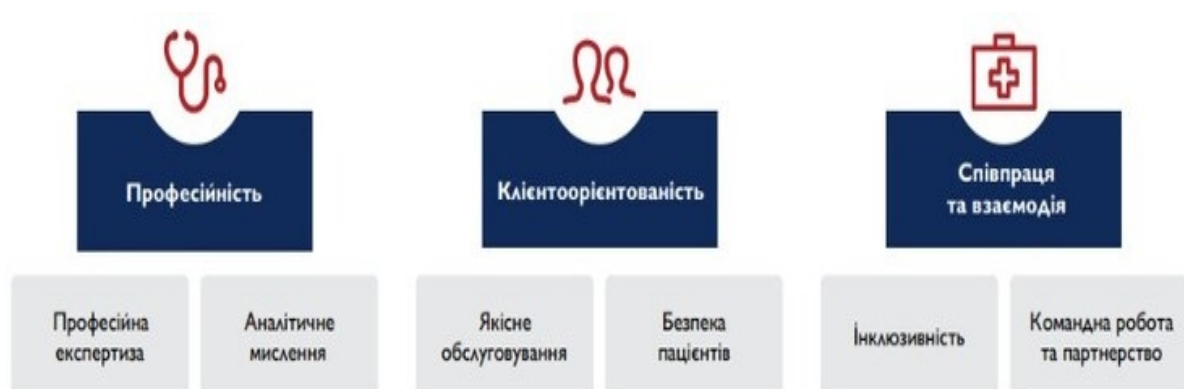 Професійність
Клієнтоорієнтованість
Співпраця
та взаємодія
Професійна
експертиза
Аналітичне
мислення
Якісне
обслуговування
Безпека
пацієнтів
Інклюзивність
Командна робота
та партнерство